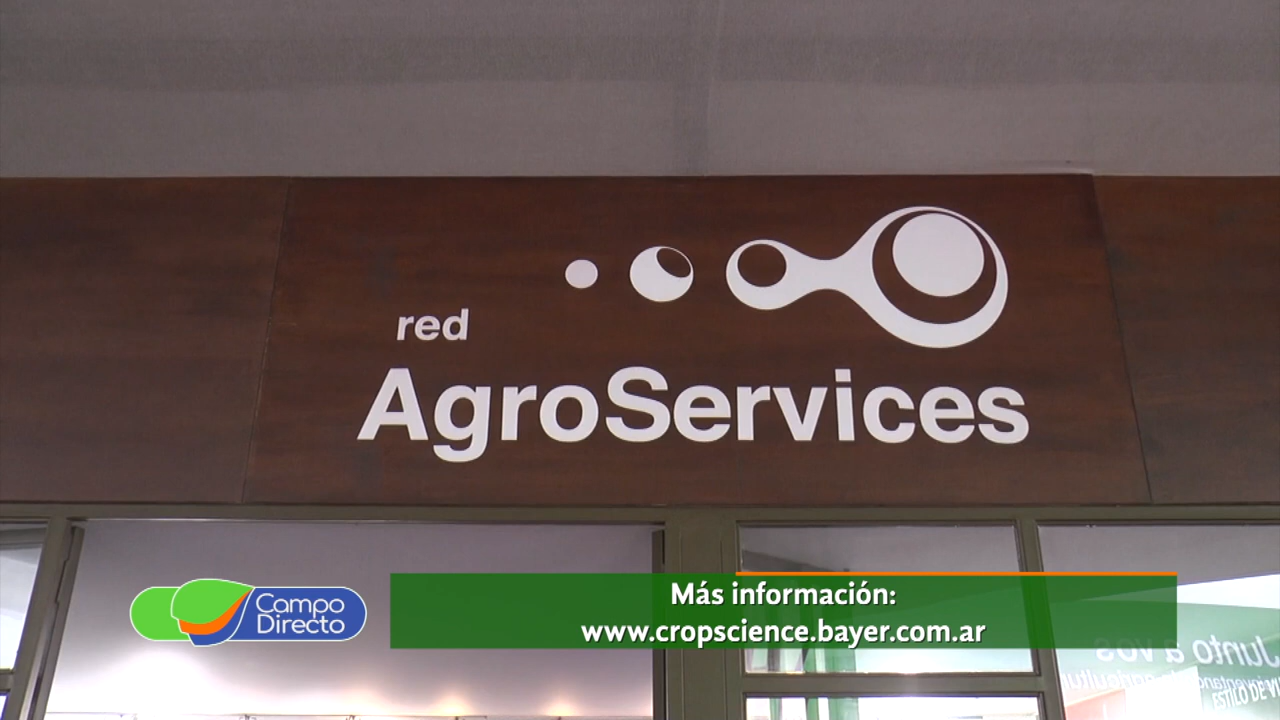 red
AgroServices
Campo
Directo
Más información:
www.cropscience.bayer.com.ar
Junto a vos